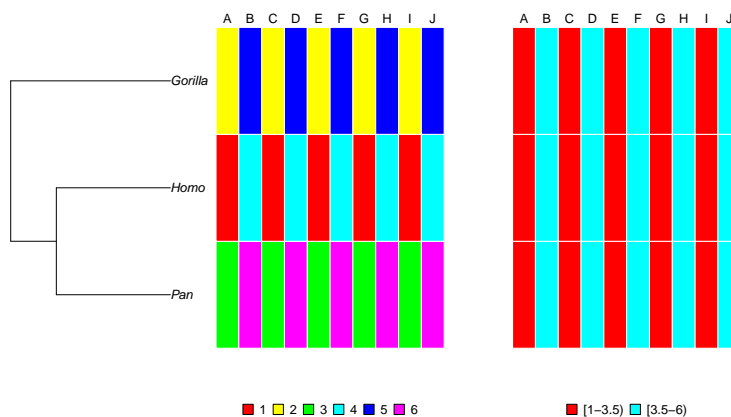 A B C D E F G H I J A B C D E F G H I J
Gorilla
Homo
Pan
1 2 3 4 5 6 [1−3.5) [3.5−6)